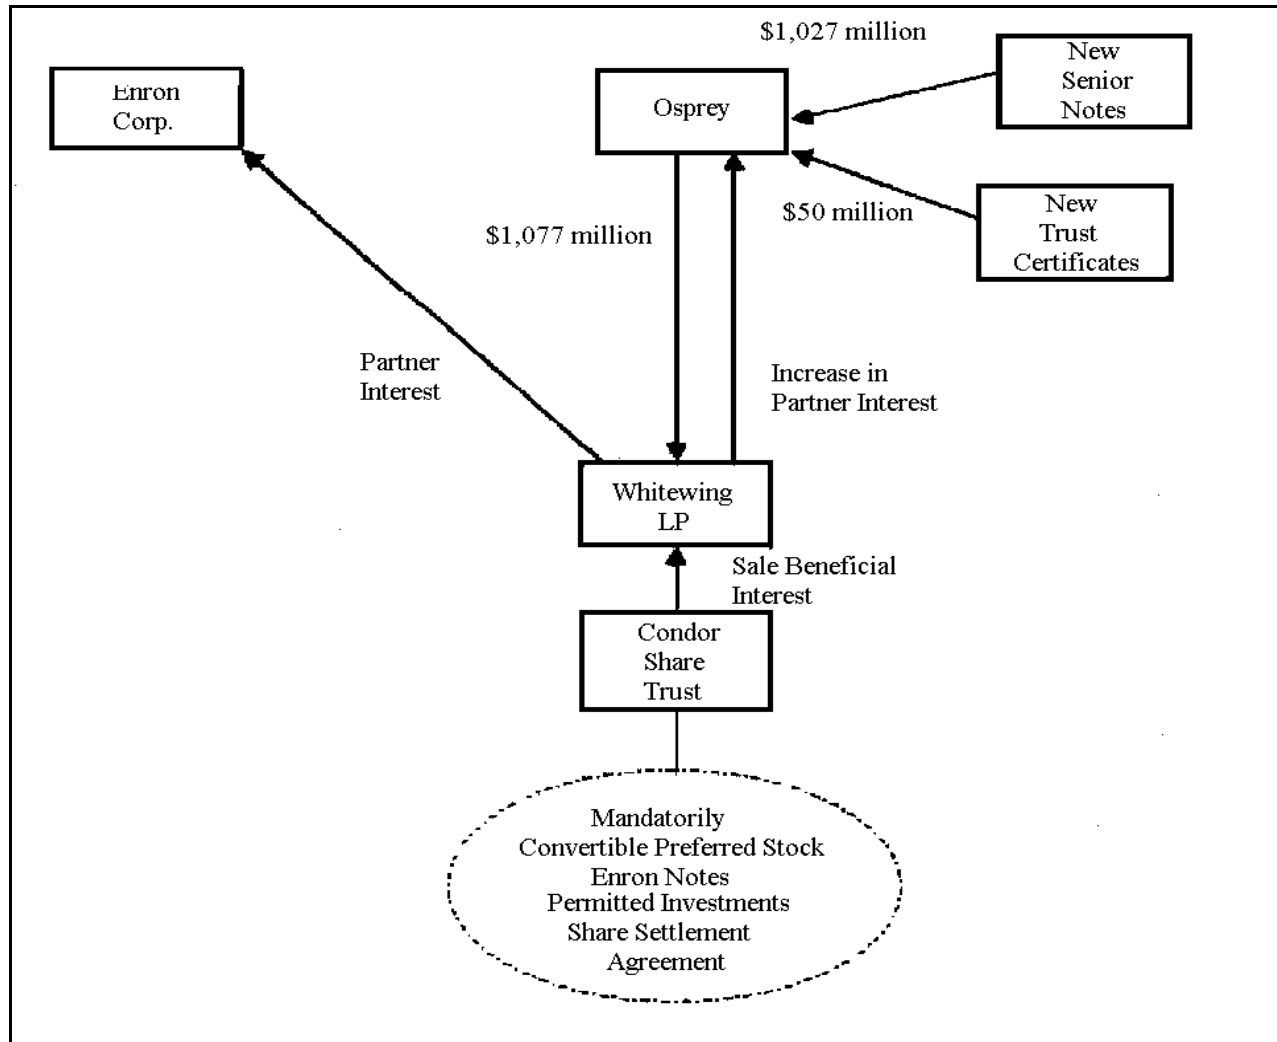 $1,027 million
New
Senior
Notes
Enron
Corp.
Osprey
$50 million
New
Trust
Certificates
$1,077 million
Partner
Interest
Increase in
Partner Interest
Whitewing
LP
Sale Beneficial
Interest
Condor
Share
Trust
Mandatorily
Convertible Preferred Stock
Enron Notes
Permitted Investments
Share Settlement
Agreement